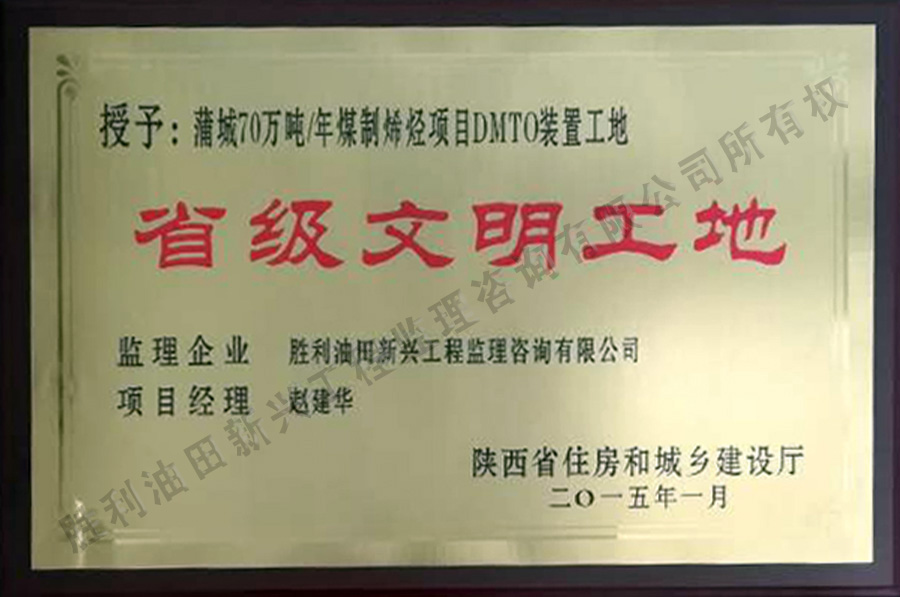 授予：蒲城70万吨/年煤制烯烃项目DMTO装置工地
省级文明工地
监理企业 胜利油田新兴工程监理咨询有限公司
项目经理 赵建华
陕西省住房和城乡建设厅
二〇一五年一月
胜利油田新兴工程监理咨询有限公司所有权